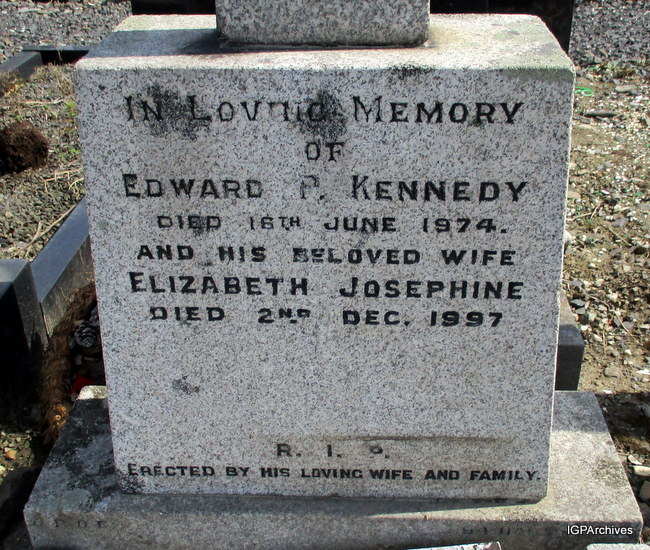 In Loving Memory
OF
EDWARD P. KENNEDY
DIED 16TH JUNE 1974.
AND HIS BELOVED WIFE
ELIZABETH JOSEPHINE
DIED 2ND DEC. 1997
R. I. P.
ERECTED BY HIS LOVING WIFE AND FAMILY.
IGPArchives